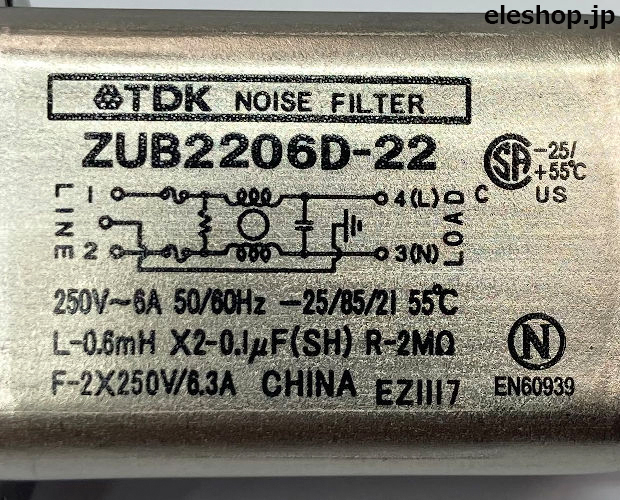 eleshop.jp
TDK NOISE FILTER
ZUB2206D-22
LINE
1
2
4(L)
3(N)
LOAD
C US
-25/
+55℃
250V~6A 50/60Hz -25/85/21 55℃
L-0.6mH X2-0.1μF(SH) R-2MΩ
F-2X250V/6.3A CHINA EZ1117
N
EN60939